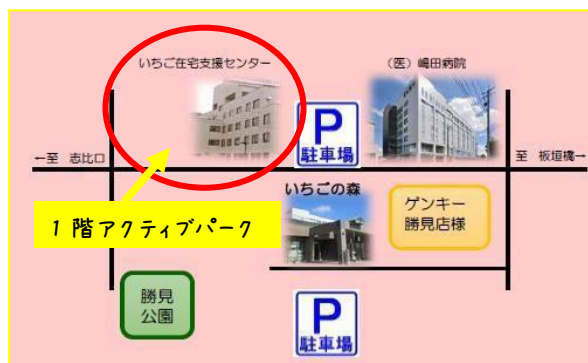 いちご在宅支援センター
(医)嶋田病院
P
駐車場
←至 志比口
至 板垣橋→
いちごの森
ゲンキー
勝見店様
1階アクティブパーク
勝見
公園
P
駐車場